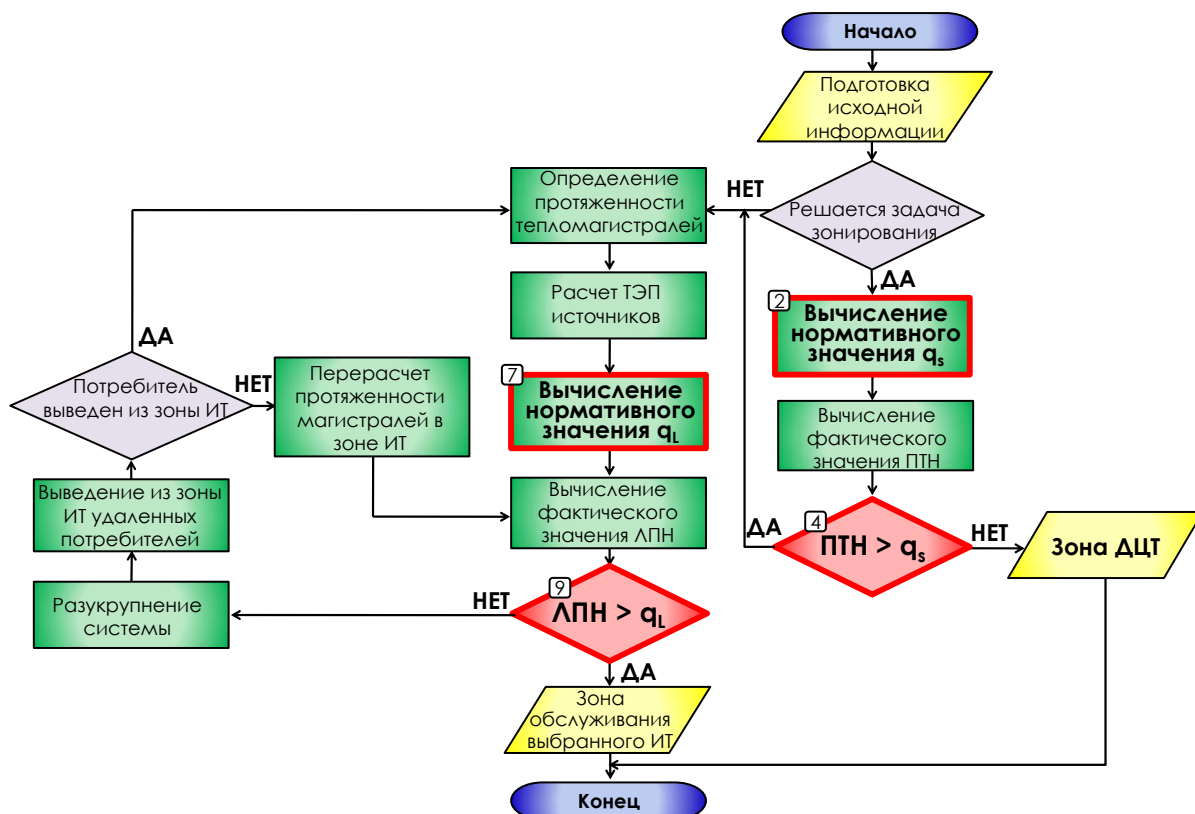 Начало
Подготовка
исходной
информации
Решается задача
зонирования
НЕТ
ДА
2
Вычисление
нормативного
значения qs
Вычисление
фактического
значения ПТН
4
ПТН > qs
ДА
НЕТ
Зона ДЦТ
Определение
протяженности
тепломагистралей
Расчет ТЭП
источников
7
Вычисление
нормативного
значения qL
Вычисление
фактического
значения ЛПН
9
ЛПН > qL
НЕТ
ДА
Разукрупнение
системы
Выведение из зоны
ИТ удаленных
потребителей
Потребитель
выведен из зоны ИТ
ДА
НЕТ
Перерасчет
протяженности
магистралей в
зоне ИТ
Зона
обслуживания
выбранного ИТ
Конец